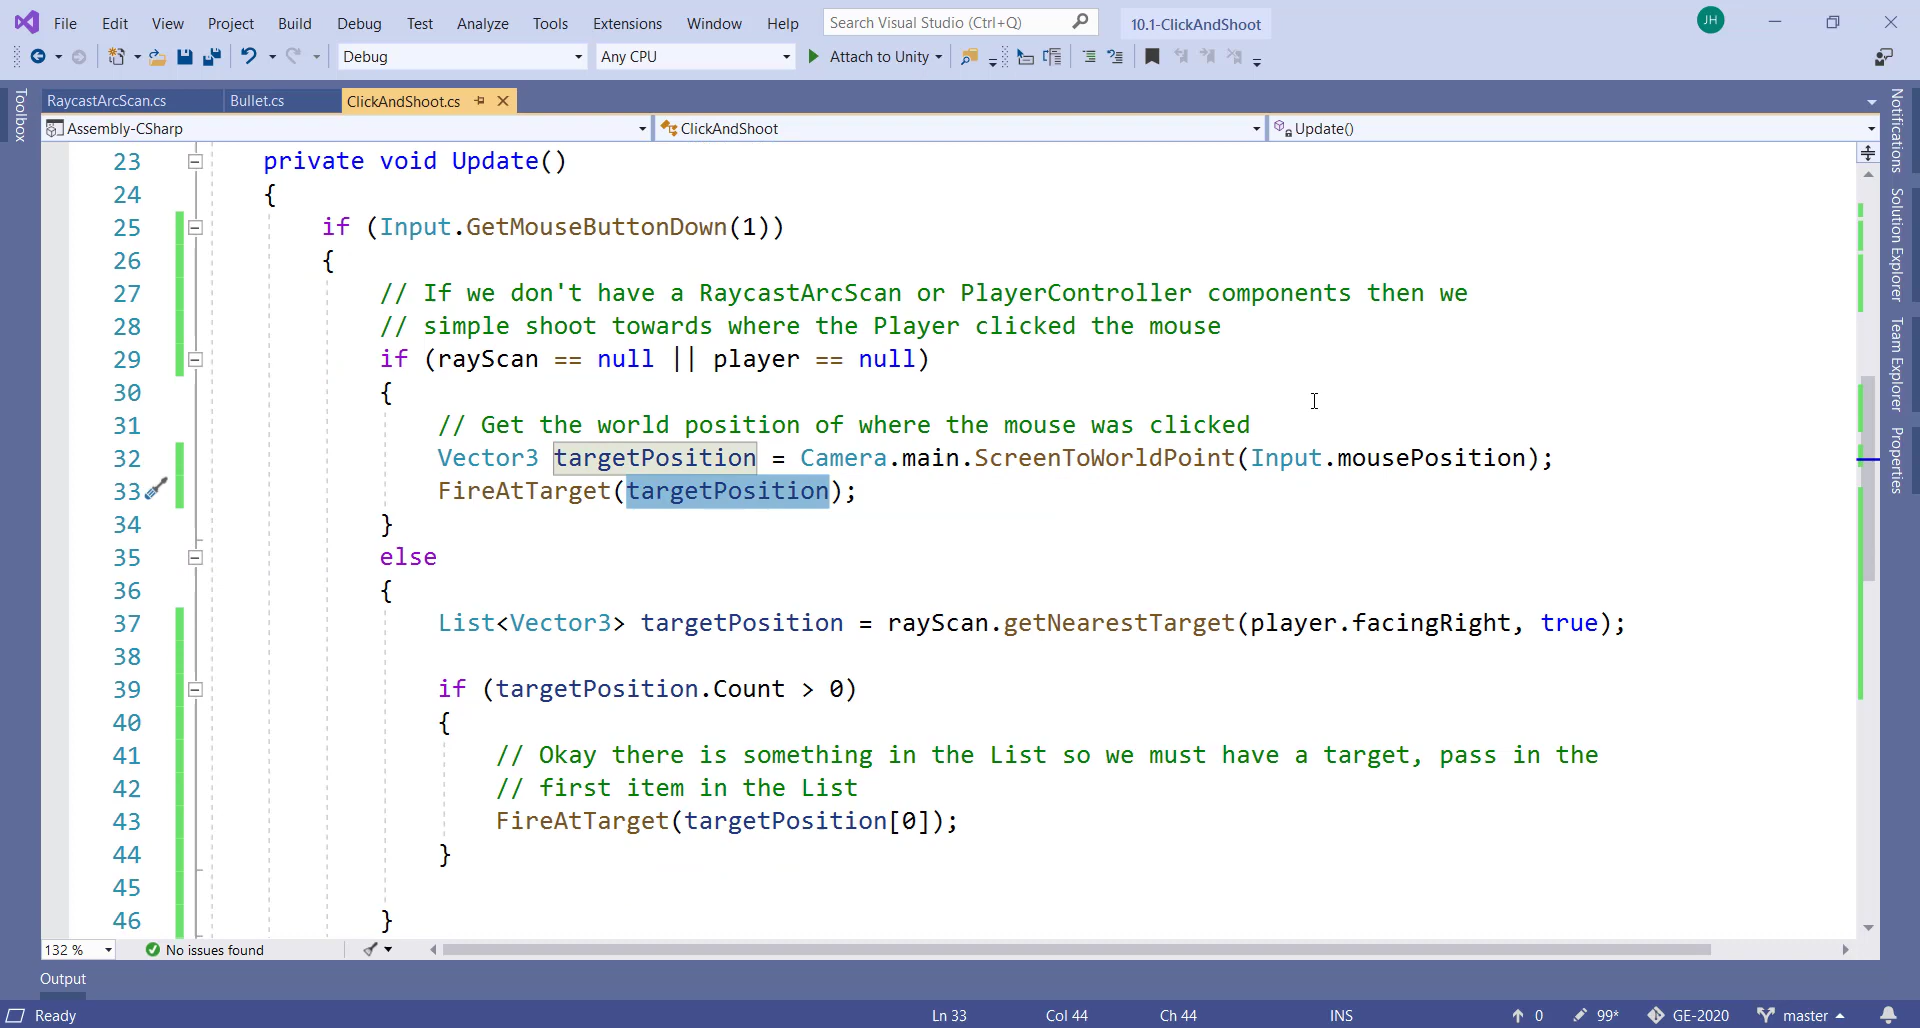 File Edit View Project Build Debug Test Analyze Tools Extensions Window Help Search Visual Studio (Ctrl+Q) 10.1-ClickAndShoot JH
Debug Any CPU Attach to Unity
RaycastArcScan.cs Bullet.cs ClickAndShoot.cs
Assembly-CSharp ClickAndShoot Update()
Toolbox
23 private void Update()
24 {
25 if (Input.GetMouseButtonDown(1))
26 {
27 // If we don't have a RaycastArcScan or PlayerController components then we
28 // simple shoot towards where the Player clicked the mouse
29 if (rayScan == null || player == null)
30 {
31 // Get the world position of where the mouse was clicked
32 Vector3 targetPosition = Camera.main.ScreenToWorldPoint(Input.mousePosition);
33 FireAtTarget(targetPosition);
34 }
35 else
36 {
37 List<Vector3> targetPosition = rayScan.getNearestTarget(player.facingRight, true);
38
39 if (targetPosition.Count > 0)
40 {
41 // Okay there is something in the List so we must have a target, pass in the
42 // first item in the List
43 FireAtTarget(targetPosition[0]);
44 }
45
46 }
Notifications
Solution Explorer
Team Explorer
Properties
132 % No issues found
Output
Ready Ln 33 Col 44 Ch 44 INS 0 99* GE-2020 master